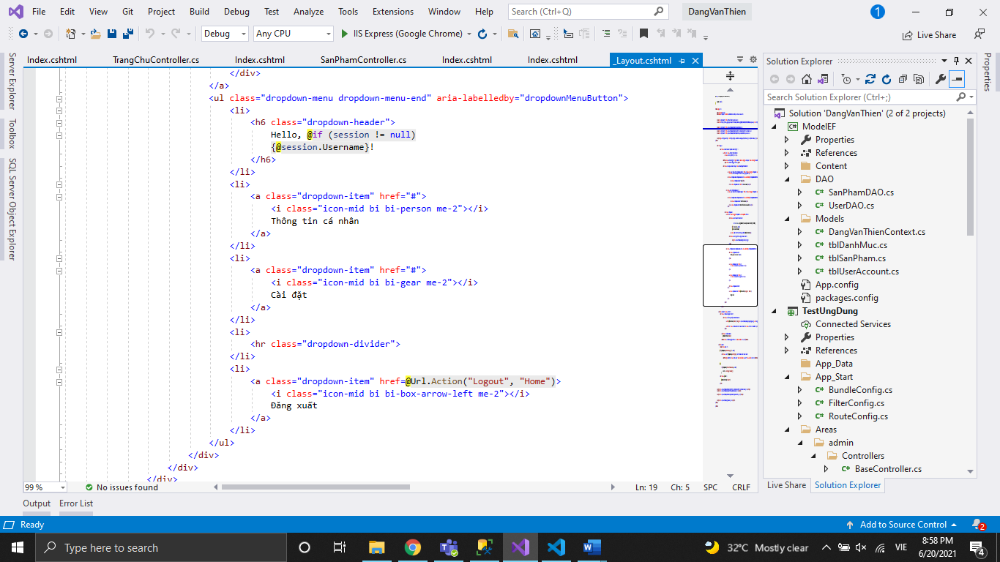 File Edit View Git Project Build Debug Test Analyze Tools Extensions Window Help Search (Ctrl+Q) DangVanThien 1
Debug Any CPU IIS Express (Google Chrome) Live Share
Server Explorer
Toolbox
SQL Server Object Explorer
Index.cshtml TrangChuController.cs Index.cshtml SanPhamController.cs Index.cshtml Index.cshtml _Layout.cshtml
</div>
</a>
<ul class="dropdown-menu dropdown-menu-end" aria-labelledby="dropdownMenuButton">
<li>
<h6 class="dropdown-header">
Hello, @if (session != null)
{@session.Username}!
</h6>
</li>
<li>
<a class="dropdown-item" href="#">
<i class="icon-mid bi bi-person me-2"></i>
Thông tin cá nhân
</a>
</li>
<li>
<a class="dropdown-item" href="#">
<i class="icon-mid bi bi-gear me-2"></i>
Cài đặt
</a>
</li>
<li>
<hr class="dropdown-divider">
</li>
<li>
<a class="dropdown-item" href=@Url.Action("Logout", "Home")>
<i class="icon-mid bi bi-box-arrow-left me-2"></i>
Đăng xuất
</a>
</li>
</ul>
</div>
</div>
</div>
99 % No issues found Ln: 19 Ch: 5 SPC CRLF
Solution Explorer
Search Solution Explorer (Ctrl+;)
Solution 'DangVanThien' (2 of 2 projects)
ModelEF
Properties
References
Content
DAO
SanPhamDAO.cs
UserDAO.cs
Models
DangVanThienContext.cs
tblDanhMuc.cs
tblSanPham.cs
tblUserAccount.cs
App.config
packages.config
TestUngDung
Connected Services
Properties
References
App_Data
App_Start
BundleConfig.cs
FilterConfig.cs
RouteConfig.cs
Areas
admin
Controllers
BaseController.cs
Live Share Solution Explorer
Properties
Output Error List
Ready Add to Source Control 2
Type here to search 32°C Mostly clear VIE 8:58 PM
6/20/2021 4